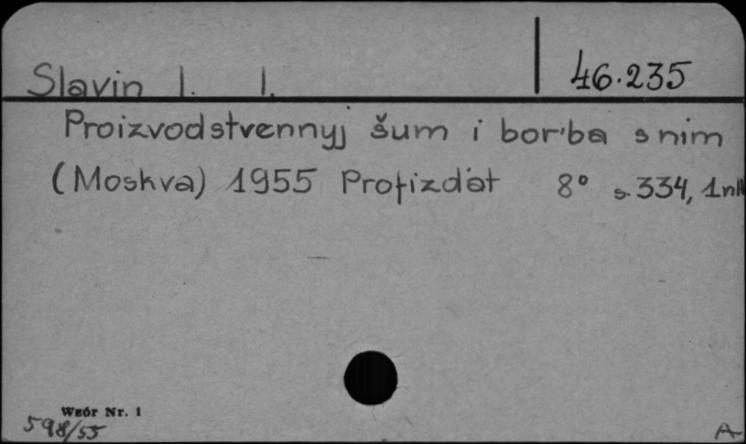 Slavin I. I. 46.235
Proizvodstvennyj šum i bor'ba s nim
(Moskva) 1955 Profizdat 8° s. 334, 1
Wzór Nr. 1
598/55
A